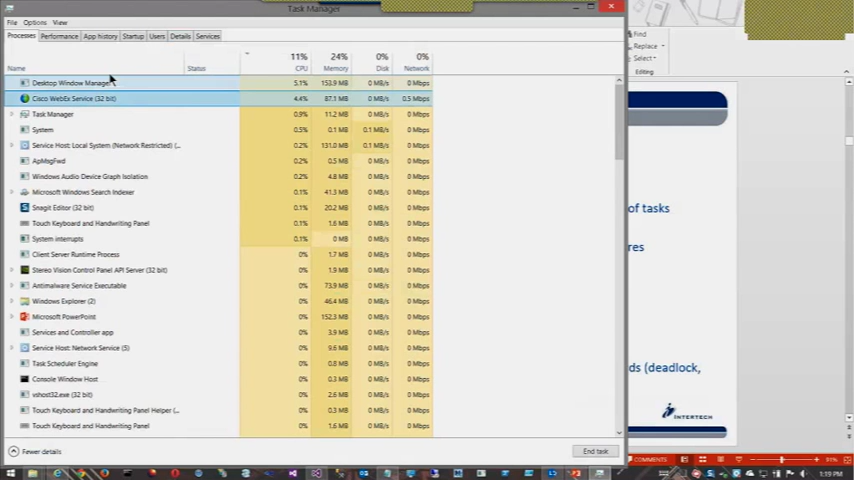 Task Manager
File Options View
Processes Performance App history Startup Users Details Services
11% 24% 0% 0%
Name Status CPU Memory Disk Network
Desktop Window Manager 5.1% 153.9 MB 0 MB/s 0 Mbps
Cisco WebEx Service (32 bit) 4.4% 87.1 MB 0 MB/s 0.5 Mbps
Task Manager 0.9% 11.2 MB 0 MB/s 0 Mbps
System 0.5% 0.1 MB 0.1 MB/s 0 Mbps
Service Host: Local System (Network Restricted) (... 0.2% 131.0 MB 0.1 MB/s 0 Mbps
ApMsgFwd 0.2% 0.5 MB 0 MB/s 0 Mbps
Windows Audio Device Graph Isolation 0.2% 4.8 MB 0 MB/s 0 Mbps
Microsoft Windows Search Indexer 0.1% 41.3 MB 0 MB/s 0 Mbps
Snagit Editor (32 bit) 0.1% 20.2 MB 0 MB/s 0 Mbps
Touch Keyboard and Handwriting Panel 0.1% 1.6 MB 0 MB/s 0 Mbps
System interrupts 0.1% 0 MB 0 MB/s 0 Mbps
Client Server Runtime Process 0% 1.7 MB 0 MB/s 0 Mbps
Stereo Vision Control Panel API Server (32 bit) 0% 1.9 MB 0 MB/s 0 Mbps
Antimalware Service Executable 0% 73.9 MB 0 MB/s 0 Mbps
Windows Explorer (2) 0% 46.4 MB 0 MB/s 0 Mbps
Microsoft PowerPoint 0% 152.3 MB 0 MB/s 0 Mbps
Services and Controller app 0% 3.9 MB 0 MB/s 0 Mbps
Service Host: Network Service (5) 0% 9.6 MB 0 MB/s 0 Mbps
Task Scheduler Engine 0% 0.8 MB 0 MB/s 0 Mbps
Console Window Host 0% 0.3 MB 0 MB/s 0 Mbps
vshost32.exe (32 bit) 0% 2.6 MB 0 MB/s 0 Mbps
Touch Keyboard and Handwriting Panel Helper (... 0% 0.3 MB 0 MB/s 0 Mbps
Touch Keyboard and Handwriting Panel 0% 1.6 MB 0 MB/s 0 Mbps
Fewer details End task
Find
Replace
Select
Editing
of tasks
res
ds (deadlock,
INTERTECH
COMMENTS 91%
1:19 PM